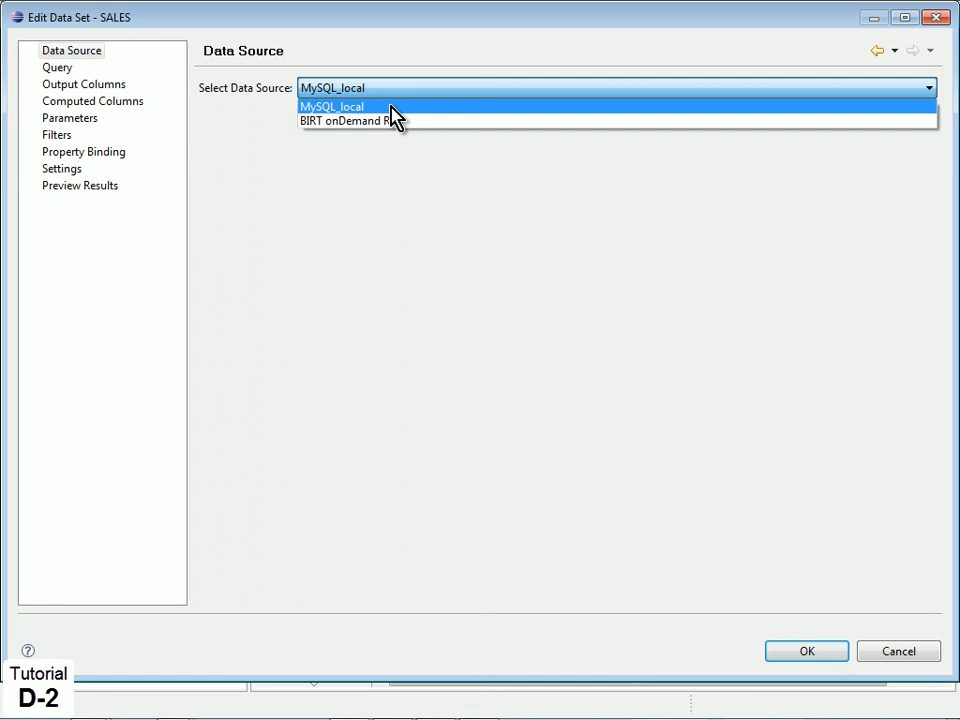 Edit Data Set - SALES
Data Source
Query
Output Columns
Computed Columns
Parameters
Filters
Property Binding
Settings
Preview Results
Data Source
Select Data Source: MySQL_local
MySQL_local
BIRT onDemand
OK
Cancel
Tutorial
D-2